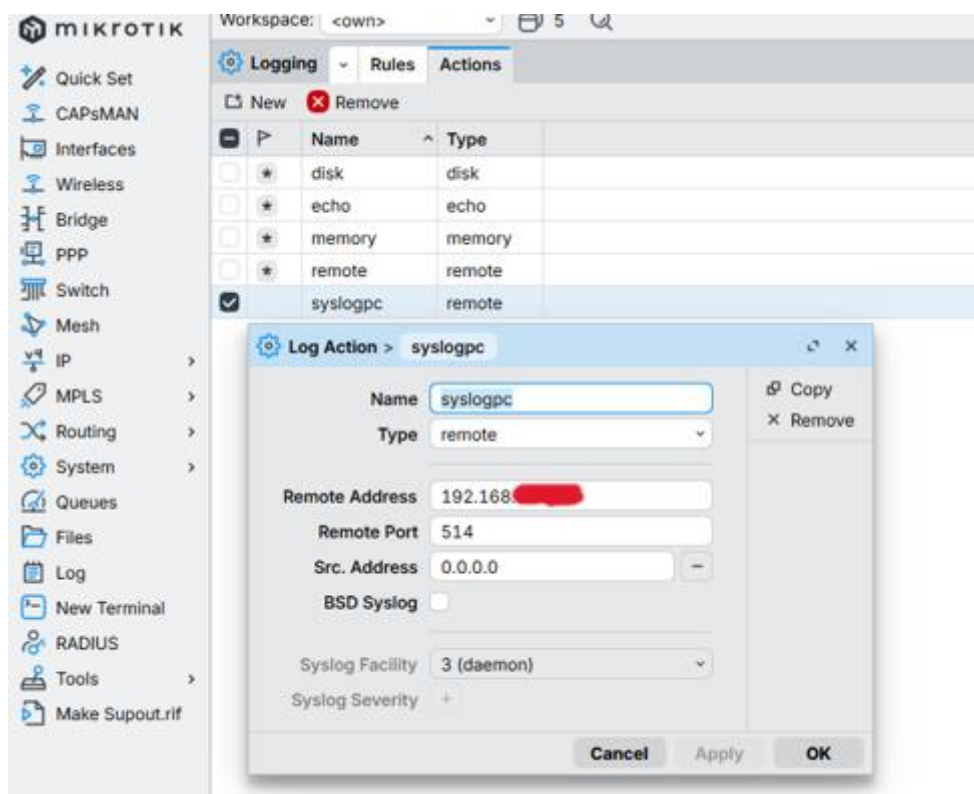 Workspace: <own> 5
MIKROTIK
Quick Set
CAPsMAN
Interfaces
Wireless
Bridge
PPP
Switch
Mesh
IP
MPLS
Routing
System
Queues
Files
Log
New Terminal
RADIUS
Tools
Make Supout.rif
Logging Rules Actions
New Remove
Name Type
disk disk
echo echo
memory memory
remote remote
syslogpc remote
Log Action > syslogpc
Name syslogpc
Type remote
Remote Address 192.168.
Remote Port 514
Src. Address 0.0.0.0
BSD Syslog
Syslog Facility 3 (daemon)
Syslog Severity
Copy
Remove
Cancel Apply OK